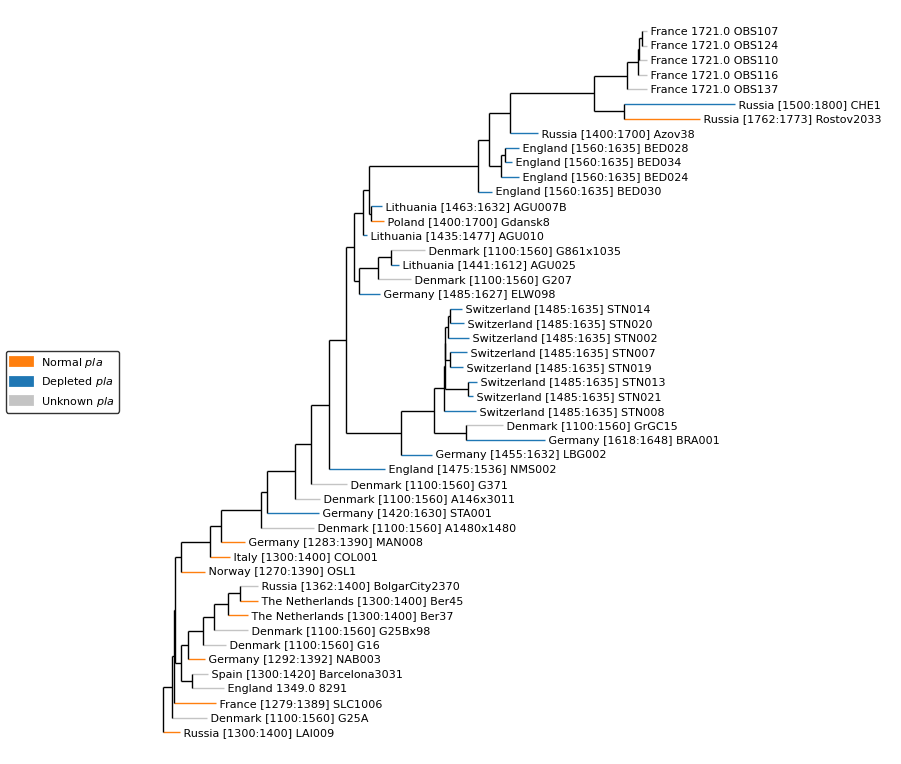 France 1721.0 OBS107
France 1721.0 OBS124
France 1721.0 OBS110
France 1721.0 OBS116
France 1721.0 OBS137
Russia [1500:1800] CHE1
Russia [1762:1773] Rostov2033
Russia [1400:1700] Azov38
England [1560:1635] BED028
England [1560:1635] BED034
England [1560:1635] BED024
England [1560:1635] BED030
Lithuania [1463:1632] AGU007B
Poland [1400:1700] Gdansk8
Lithuania [1435:1477] AGU010
Denmark [1100:1560] G861x1035
Lithuania [1441:1612] AGU025
Denmark [1100:1560] G207
Germany [1485:1627] ELW098
Switzerland [1485:1635] STN014
Switzerland [1485:1635] STN020
Switzerland [1485:1635] STN002
Switzerland [1485:1635] STN007
Switzerland [1485:1635] STN019
Switzerland [1485:1635] STN013
Switzerland [1485:1635] STN021
Switzerland [1485:1635] STN008
Denmark [1100:1560] GrGC15
Germany [1618:1648] BRA001
Germany [1455:1632] LBG002
England [1475:1536] NMS002
Denmark [1100:1560] G371
Denmark [1100:1560] A146x3011
Germany [1420:1630] STA001
Denmark [1100:1560] A1480x1480
Germany [1283:1390] MAN008
Italy [1300:1400] COL001
Norway [1270:1390] OSL1
Russia [1362:1400] BolgarCity2370
The Netherlands [1300:1400] Ber45
The Netherlands [1300:1400] Ber37
Denmark [1100:1560] G25Bx98
Denmark [1100:1560] G16
Germany [1292:1392] NAB003
Spain [1300:1420] Barcelona3031
England 1349.0 8291
France [1279:1389] SLC1006
Denmark [1100:1560] G25A
Russia [1300:1400] LAI009
Normal pla
Depleted pla
Unknown pla